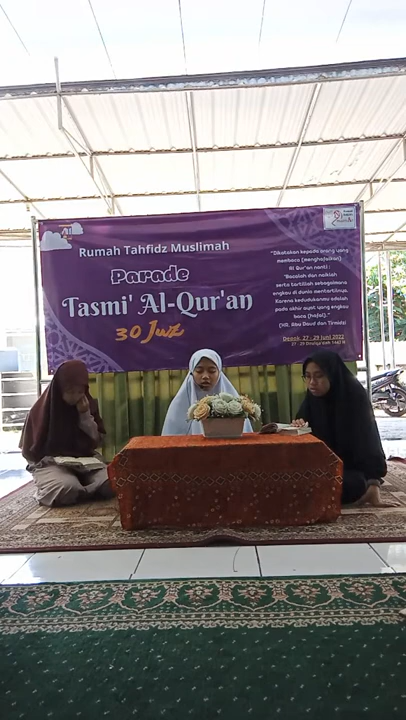 Rumah Tahfidz Muslimah
Parade
Tasmi' Al-Qur'an
30 Juz
"Dikatakan kepada orang yang
membaca (menghafalkan)
Al Qur'an nanti :
'Bacalah dan naiklah
serta tartillah sebagaimana
engkau di dunia mentartilnya.
Karena kedudukanmu adalah
pada akhir ayat yang engkau
baca (hafal)."
(HR. Abu Daud dan Tirmidzi)
Depok, 27 - 29 Juni 2022